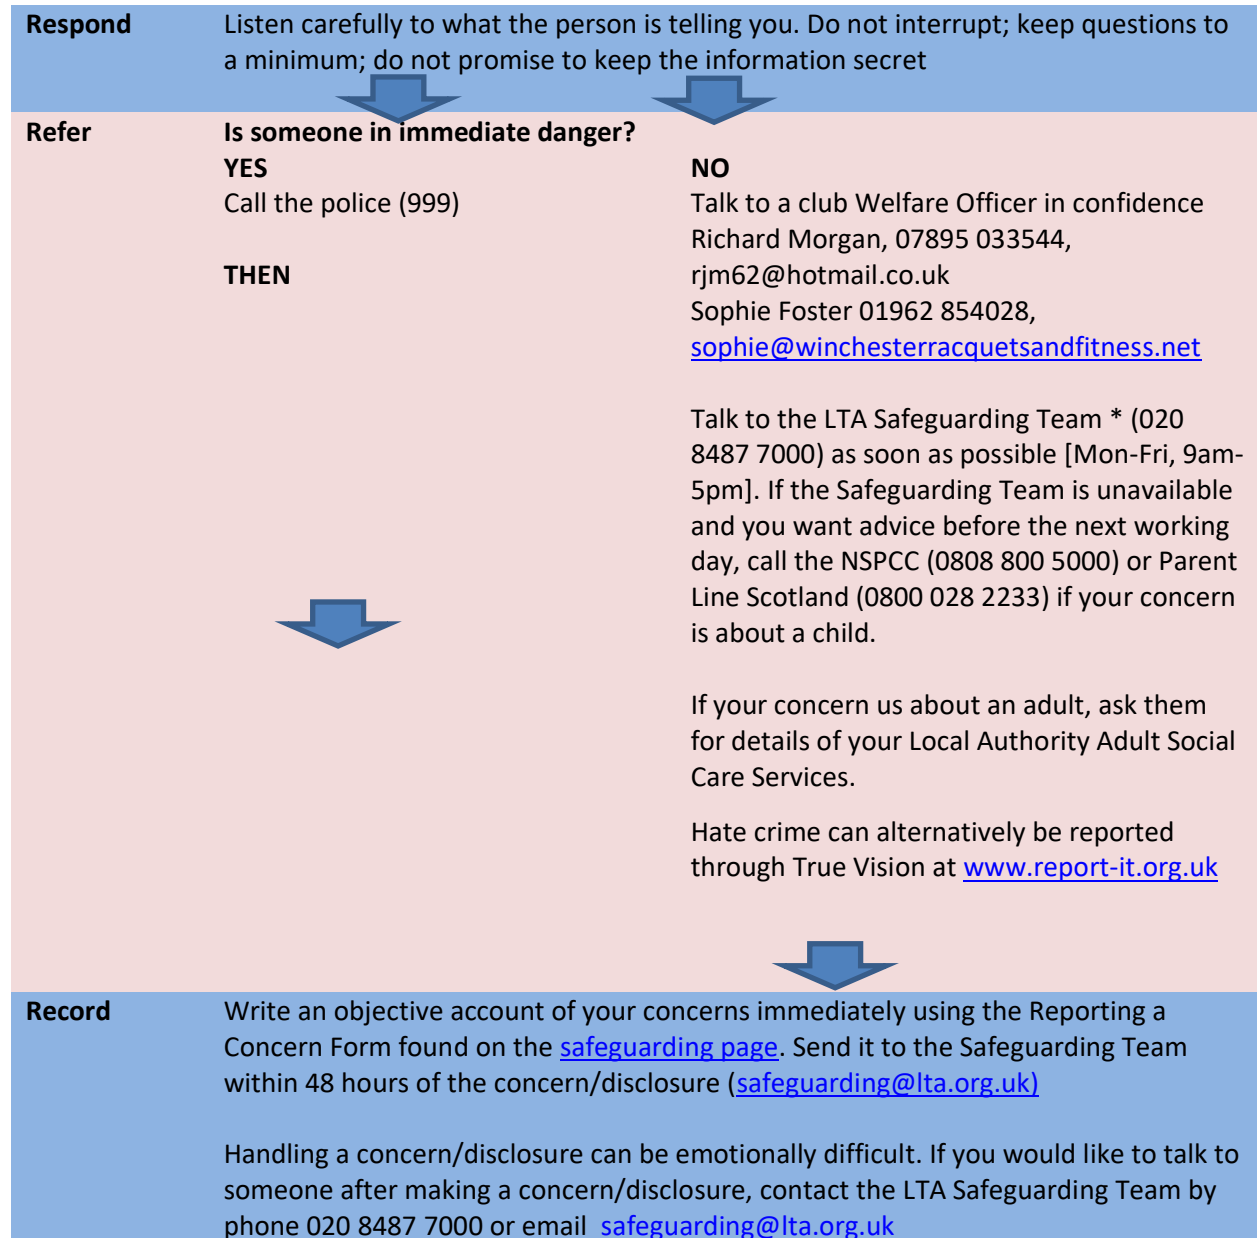 Respond
Listen carefully to what the person is telling you. Do not interrupt; keep questions to
a minimum; do not promise to keep the information secret
Refer
Is someone in immediate danger?
YES
Call the police (999)
THEN
NO
Talk to a club Welfare Officer in confidence
Richard Morgan, 07895 033544,
rjm62@hotmail.co.uk
Sophie Foster 01962 854028,
sophie@winchesterracquetsandfitness.net
Talk to the LTA Safeguarding Team * (020
8487 7000) as soon as possible [Mon-Fri, 9am-
5pm]. If the Safeguarding Team is unavailable
and you want advice before the next working
day, call the NSPCC (0808 800 5000) or Parent
Line Scotland (0800 028 2233) if your concern
is about a child.
If your concern us about an adult, ask them
for details of your Local Authority Adult Social
Care Services.
Hate crime can alternatively be reported
through True Vision at www.report-it.org.uk
Record
Write an objective account of your concerns immediately using the Reporting a
Concern Form found on the safeguarding page. Send it to the Safeguarding Team
within 48 hours of the concern/disclosure (safeguarding@lta.org.uk)
Handling a concern/disclosure can be emotionally difficult. If you would like to talk to
someone after making a concern/disclosure, contact the LTA Safeguarding Team by
phone 020 8487 7000 or email safeguarding@lta.org.uk